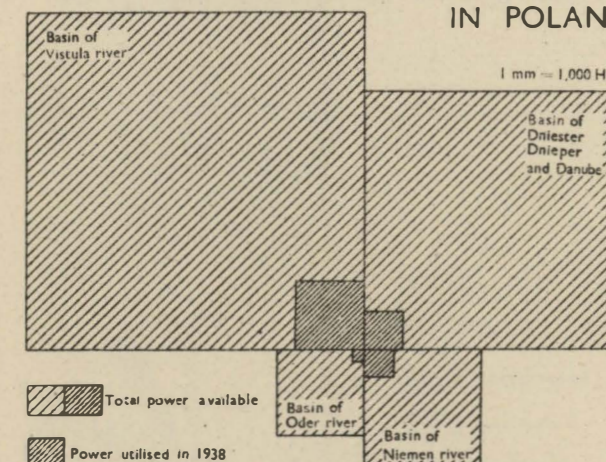 IN POLAN
1 mm = 1,000 H
Basin of
Vistula river
Basin of
Dniester
Dnieper
and Danube
Total power available
Basin of
Oder river
Basin of
Niemen river
Power utilised in 1938